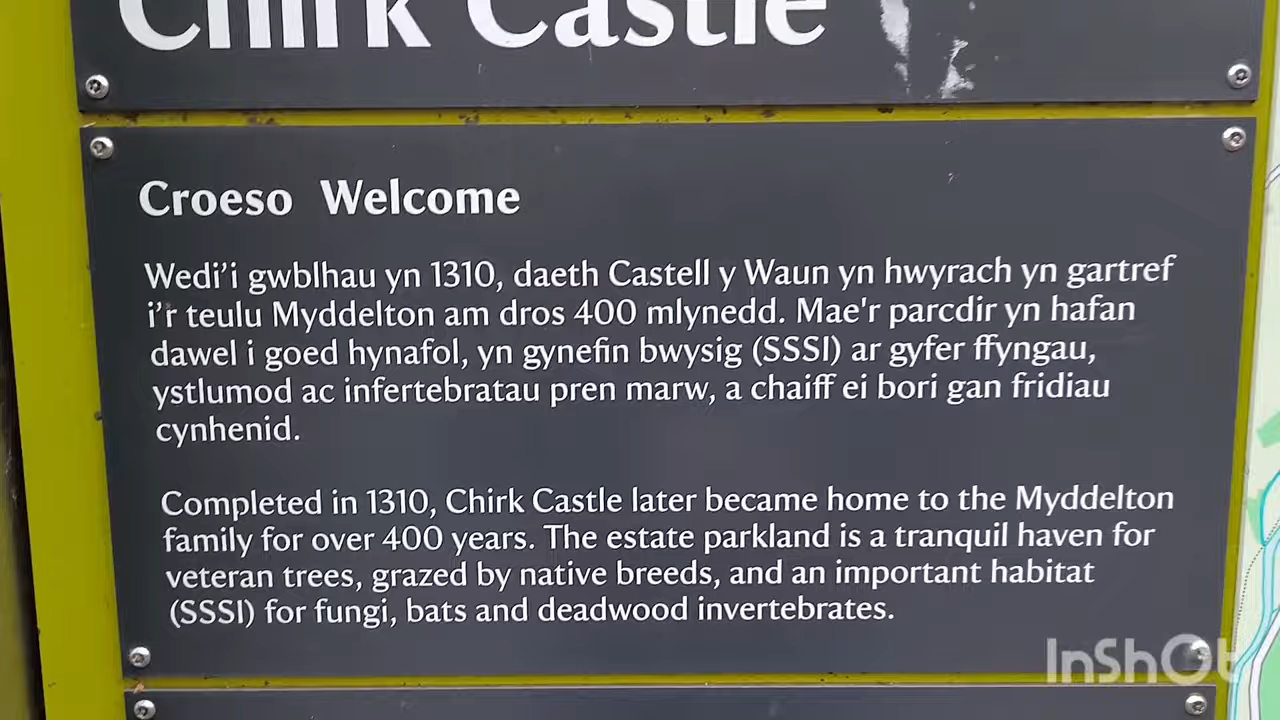 Chirk Castle
Croeso Welcome
Wedi'i gwblhau yn 1310, daeth Castell y Waun yn hwyrach yn gartref
i'r teulu Myddelton am dros 400 mlynedd. Mae'r parcdir yn hafan
dawel i goed hynafol, yn gynefin bwysig (SSSI) ar gyfer ffyngau,
ystlumod ac infertebratau pren marw, a chaiff ei bori gan fridiau
cynhenid.
Completed in 1310, Chirk Castle later became home to the Myddelton
family for over 400 years. The estate parkland is a tranquil haven for
veteran trees, grazed by native breeds, and an important habitat
(SSSI) for fungi, bats and deadwood invertebrates.
InShOt